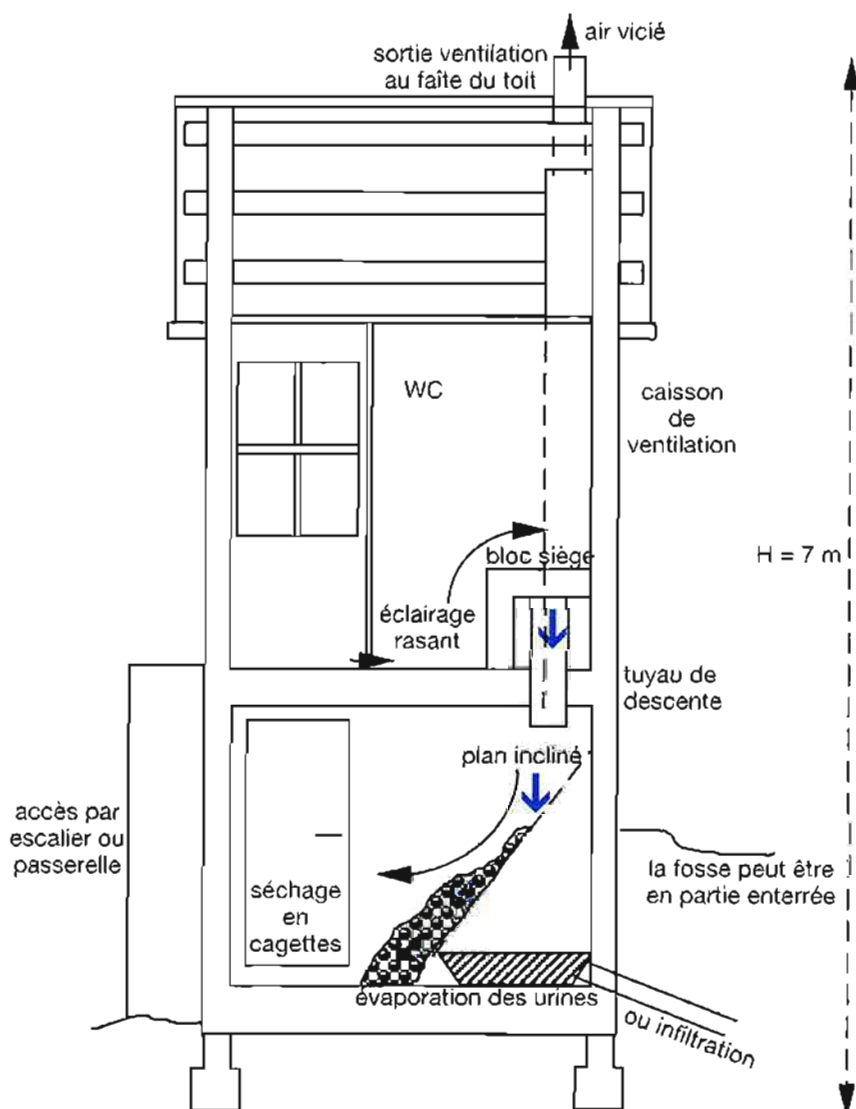 air vicié
sortie ventilation
au faîte du toit
WC
caisson
de
ventilation
bloc siège
H = 7 m
éclairage
rasant
tuyau de
descente
plan incliné
accès par
escalier ou
passerelle
la fosse peut être
en partie enterrée
séchage
en
cagettes
évaporation des urines
ou infiltration